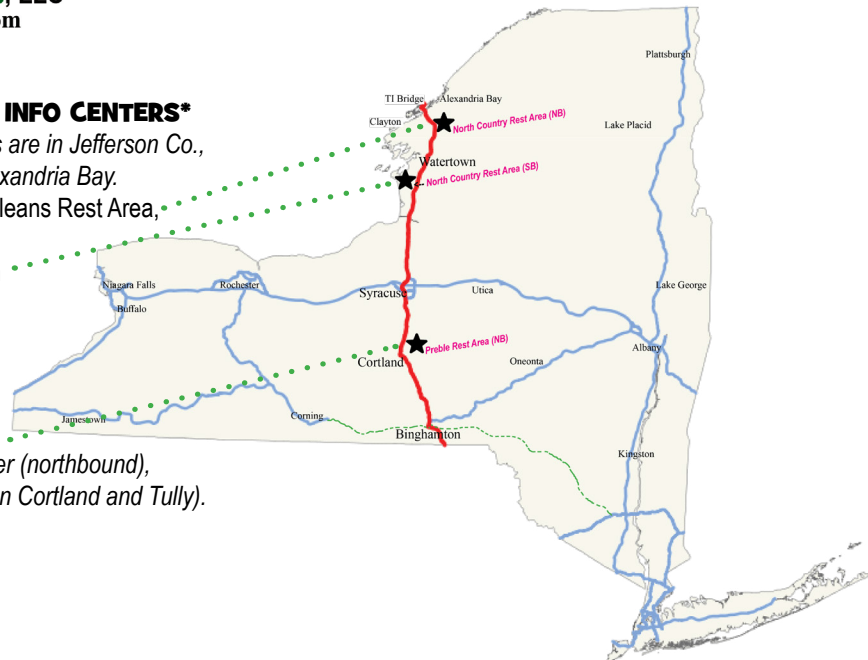 , LLC
om
INFO CENTERS*
s are in Jefferson Co.,
exandria Bay.
leans Rest Area,
er (northbound),
n Cortland and Tully).
Plattsburgh
TI Bridge
Alexandria Bay
Clayton
North Country Rest Area (NB)
Lake Placid
Watertown
North Country Rest Area (SB)
Niagara Falls
Rochester
Syracuse
Utica
Lake George
Buffalo
Preble Rest Area (NB)
Albany
Cortland
Oneonta
Jamestown
Corning
Binghamton
Kingston